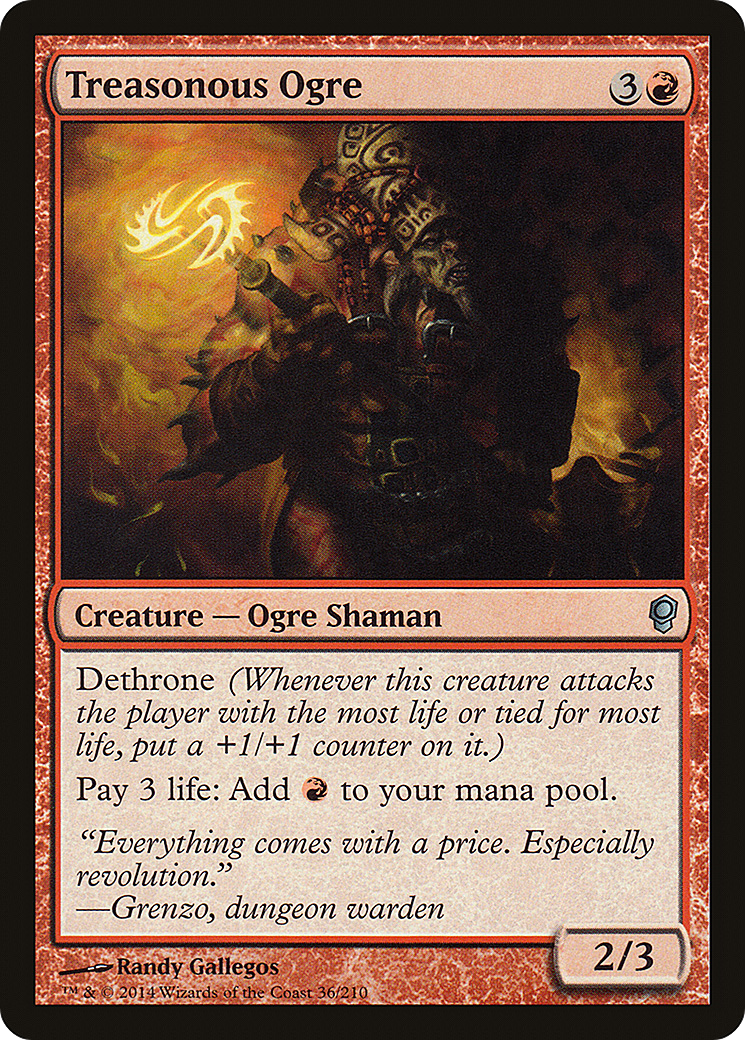 Treasonous Ogre
3
Creature — Ogre Shaman
Dethrone (Whenever this creature attacks
the player with the most life or tied for most
life, put a +1/+1 counter on it.)
Pay 3 life: Add to your mana pool.
“Everything comes with a price. Especially
revolution.”
—Grenzo, dungeon warden
2/3
Randy Gallegos
™ & © 2014 Wizards of the Coast 36/210